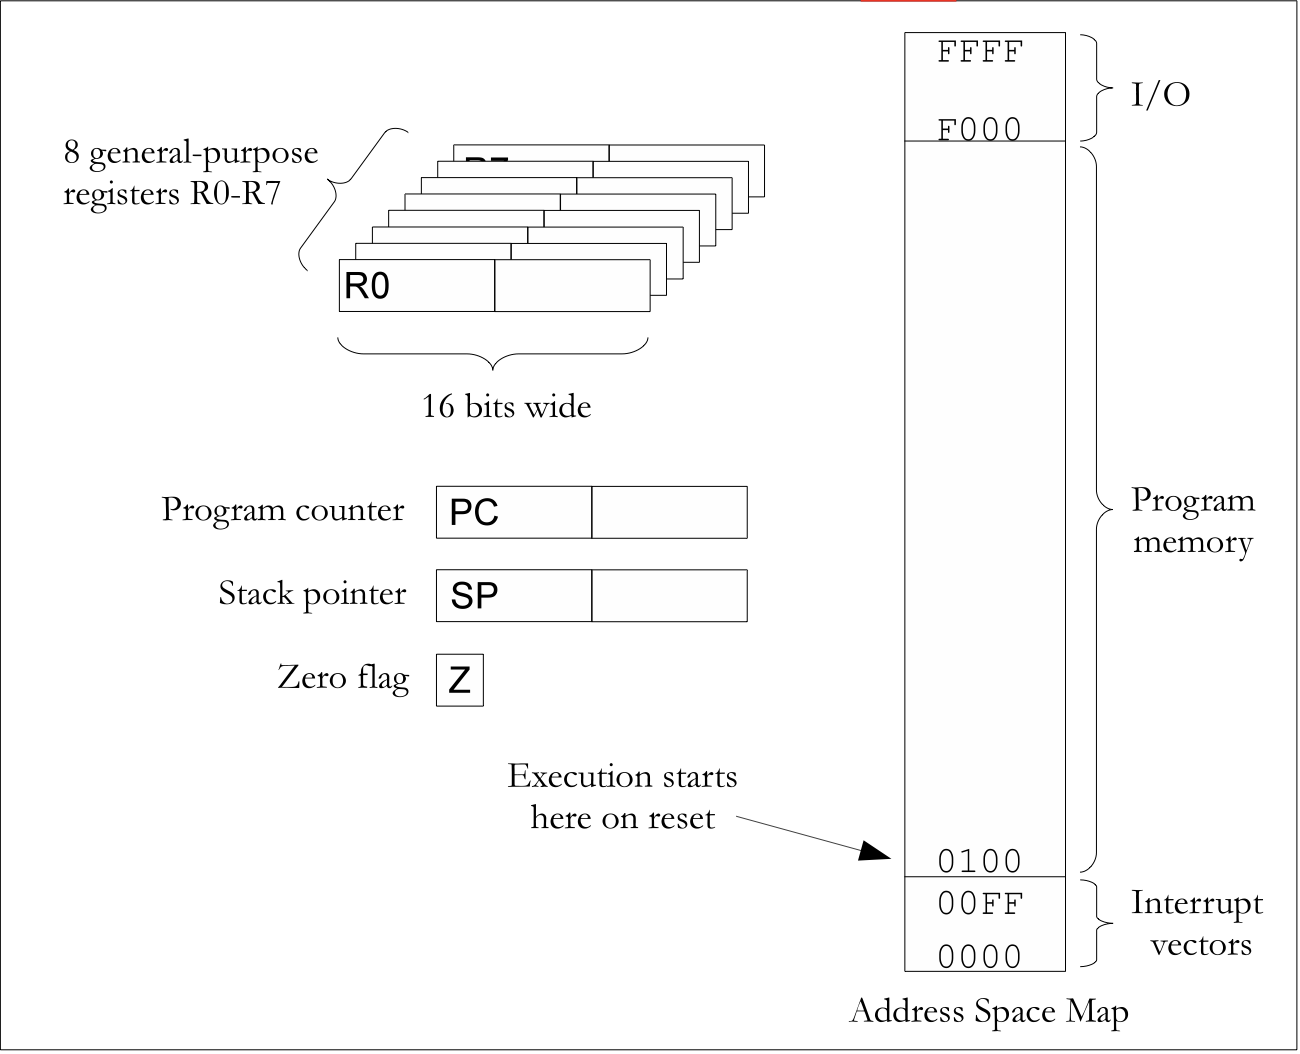 FFFF
I/O
F000
8 general-purpose
registers R0-R7
R0
16 bits wide
Program counter
PC
Stack pointer
SP
Zero flag
Z
Program
memory
Execution starts
here on reset
0100
00FF
0000
Interrupt
vectors
Address Space Map